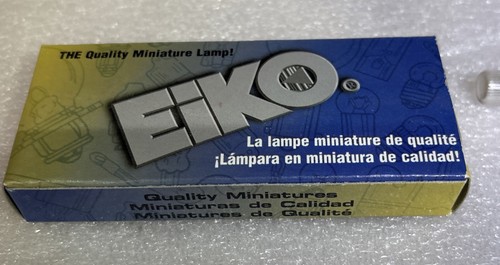 THE Quality Miniature Lamp!
EiKO®
La lampe miniature de qualité
¡Lámpara en miniatura de calidad!
Quality Miniatures
Miniaturas de Calidad
Miniatures de Qualité